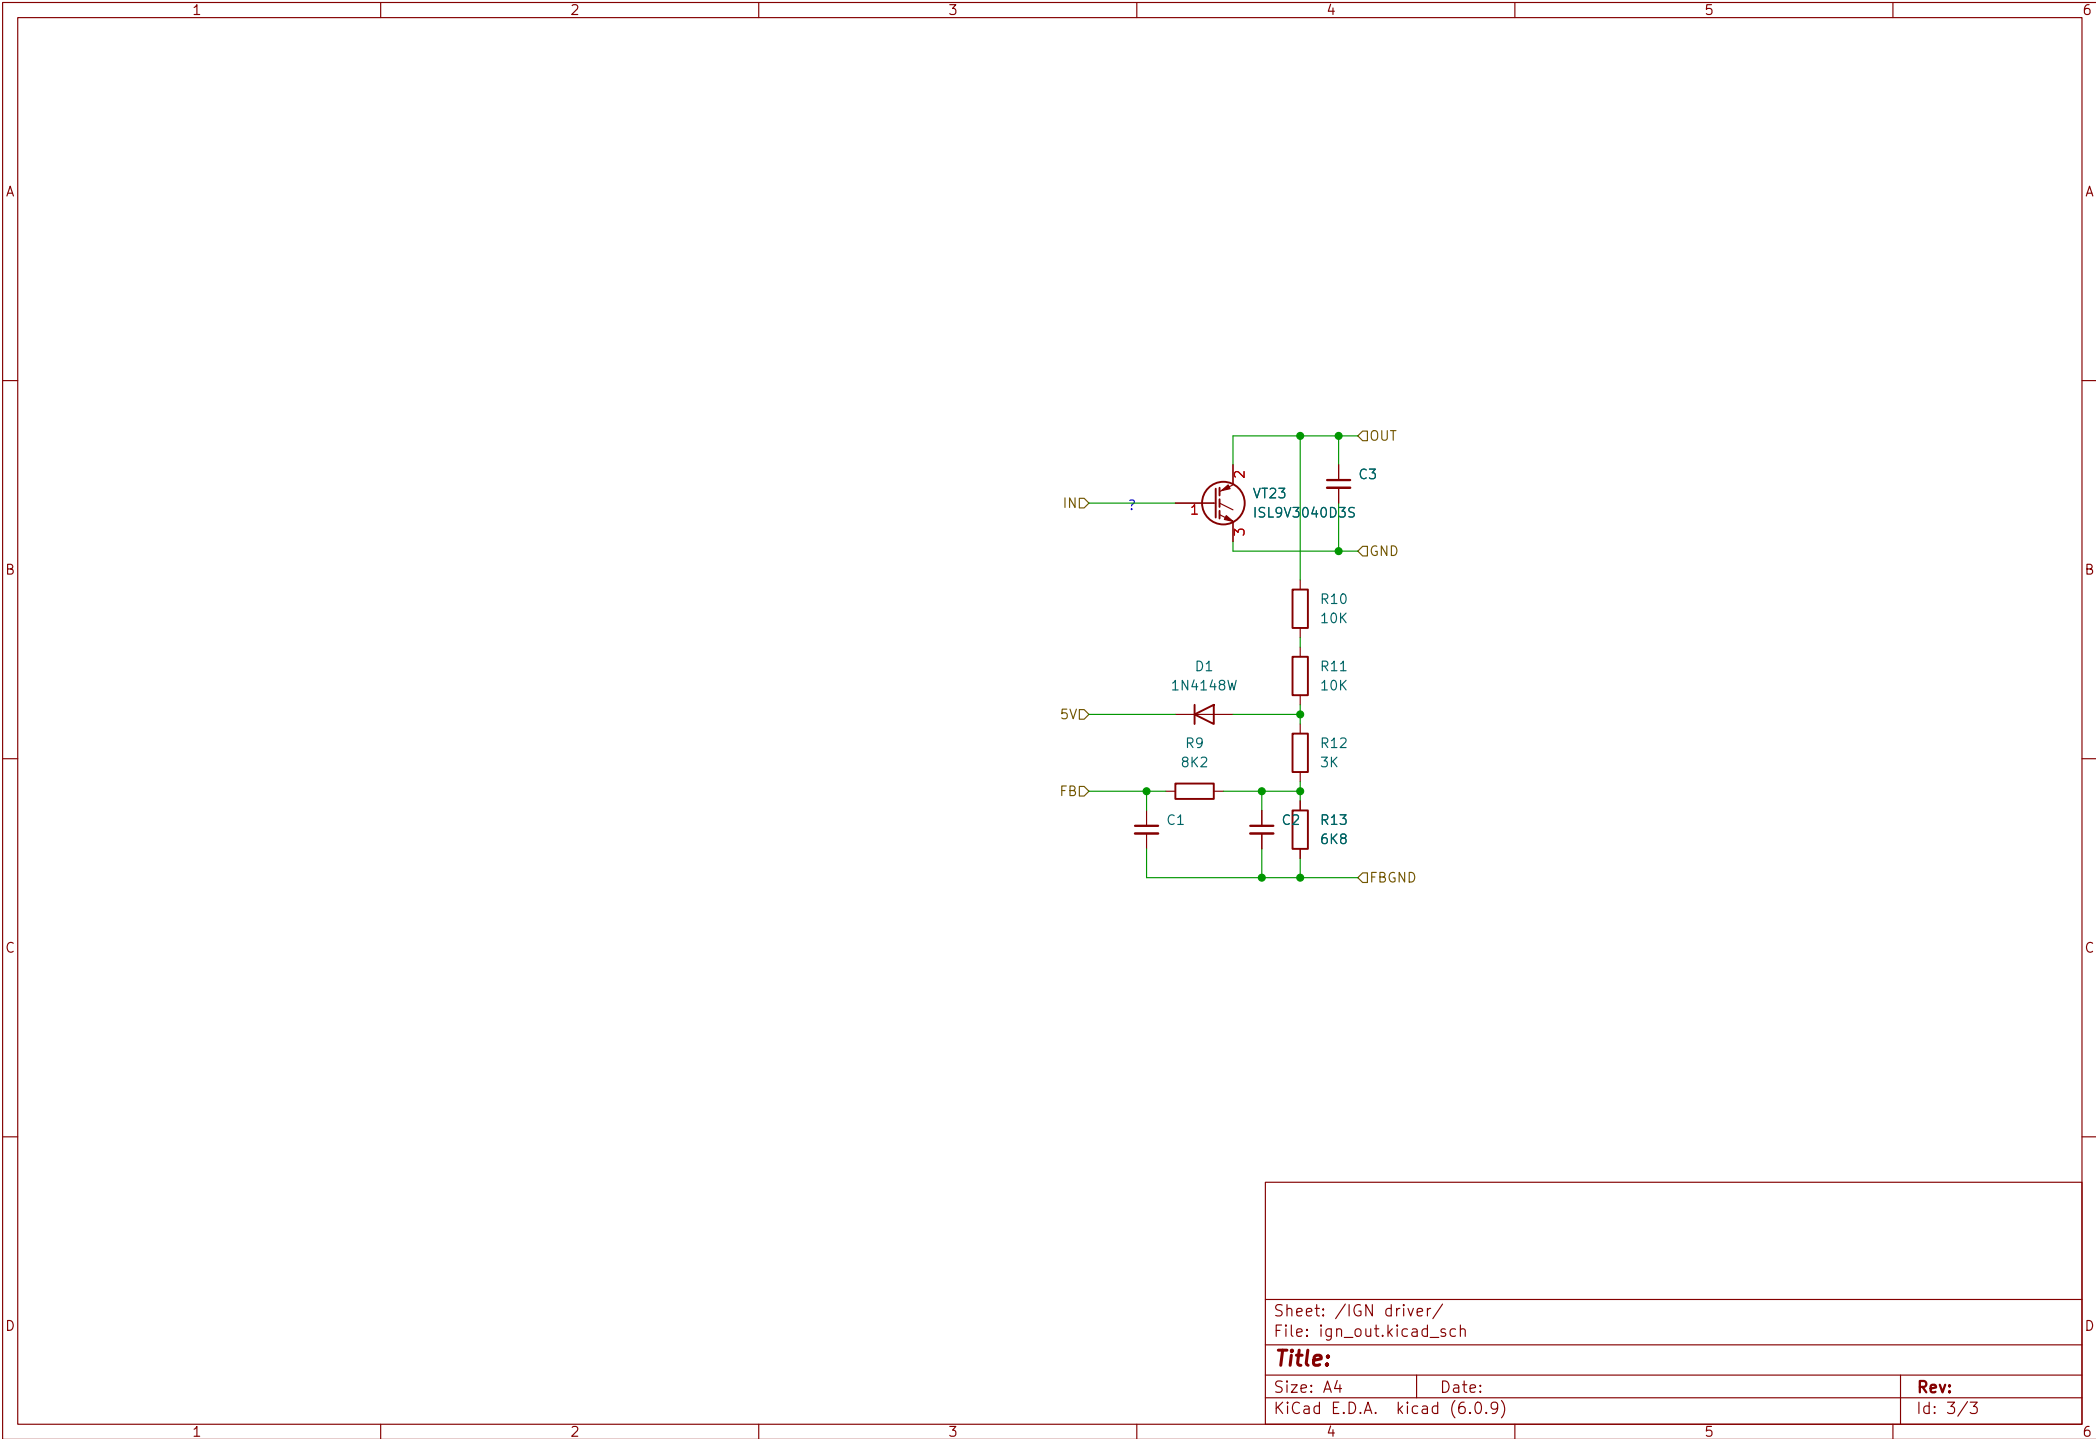 1 2 3 4 5 6
A A
OUT
C3
2
VT23
IN ? 1 ISL9V3040D3S
3
GND
B B
R10
10K
D1 R11
1N4148W 10K
5V
R9 R12
8K2 3K
FB
C1 C2 R13
6K8
FBGND
C C
Sheet: /IGN driver/
File: ign_out.kicad_sch
D D
Title:
Size: A4 Date: Rev:
KiCad E.D.A. kicad (6.0.9) Id: 3/3
1 2 3 4 5 6